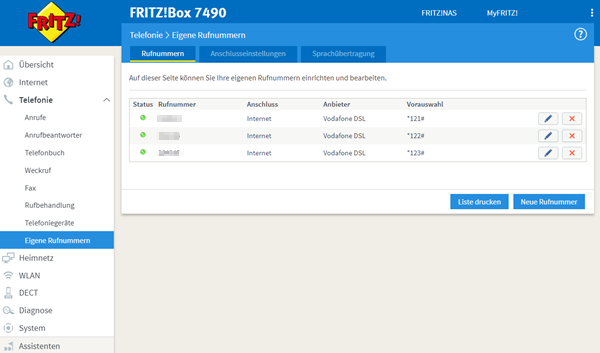 FRITZ!
FRITZ!Box 7490
FRITZ!NAS MyFRITZ!
Telefonie > Eigene Rufnummern
Rufnummern Anschlusseinstellungen Sprachübertragung
Übersicht
Internet
Telefonie
Anrufe
Anrufbeantworter
Telefonbuch
Weckruf
Fax
Rufbehandlung
Telefoniegeräte
Eigene Rufnummern
Heimnetz
WLAN
DECT
Diagnose
System
Assistenten
Auf dieser Seite können Sie Ihre eigenen Rufnummern einrichten und bearbeiten.
Status Rufnummer Anschluss Anbieter Vorauswahl
Internet Vodafone DSL *121#
Internet Vodafone DSL *122#
Internet Vodafone DSL *123#
Liste drucken Neue Rufnummer